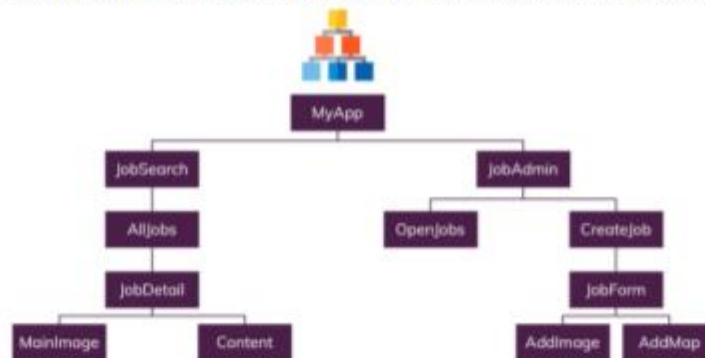 MyApp
JobSearch JobAdmin
AllJobs OpenJobs CreateJob
JobDetail JobForm
MainImage Content AddImage AddMap